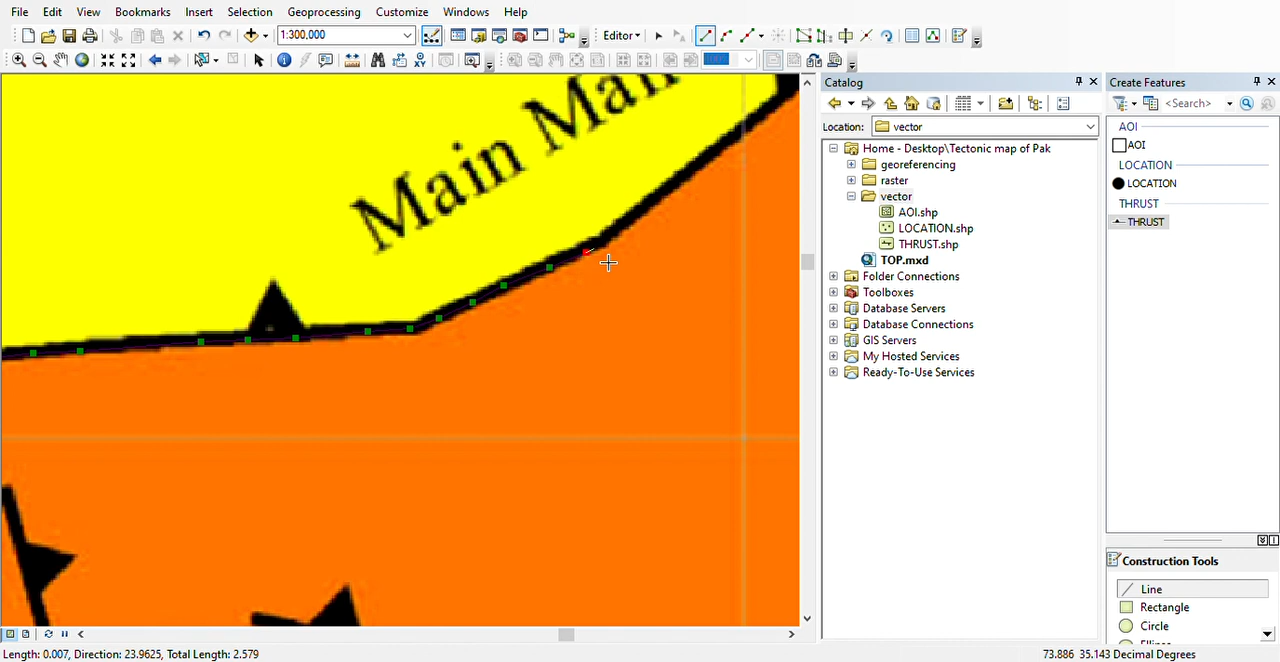 File Edit View Bookmarks Insert Selection Geoprocessing Customize Windows Help
1:300,000 Editor
Main Man
Catalog
Location: vector
Home - Desktop\Tectonic map of Pak
georeferencing
raster
vector
AOI.shp
LOCATION.shp
THRUST.shp
TOP.mxd
Folder Connections
Toolboxes
Database Servers
Database Connections
GIS Servers
My Hosted Services
Ready-To-Use Services
Create Features
<Search>
AOI
AOI
LOCATION
LOCATION
THRUST
THRUST
Construction Tools
Line
Rectangle
Circle
Length: 0.007, Direction: 23.9625, Total Length: 2.579
73.886 35.143 Decimal Degrees